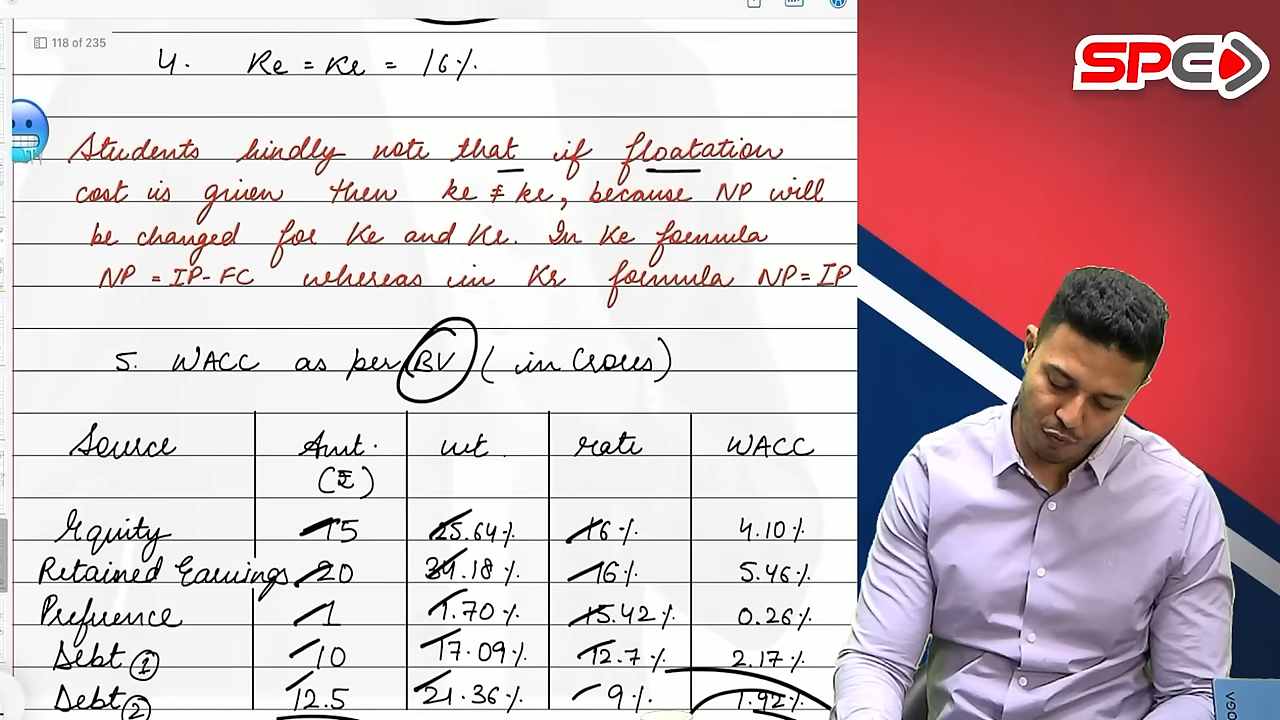 118 of 235
SPC
4. Ke = Kr = 16%.
Students kindly note that if floatation
cost is given then ke ≠ kr, because NP will
be changed for Ke and Kr. In Ke formula
NP = IP-FC whereas in Kr formula NP = IP
5. WACC as per BV (in Crores)
Source Amt. (₹) wt. rate WACC
Equity 15 25.64% 16% 4.10%
Retained Earnings 20 34.18% 16% 5.46%
Prefrence 1 1.70% 15.42% 0.26%
Debt ① 10 17.09% 12.7% 2.17%
Debt ② 12.5 21.36% 9% 1.92%